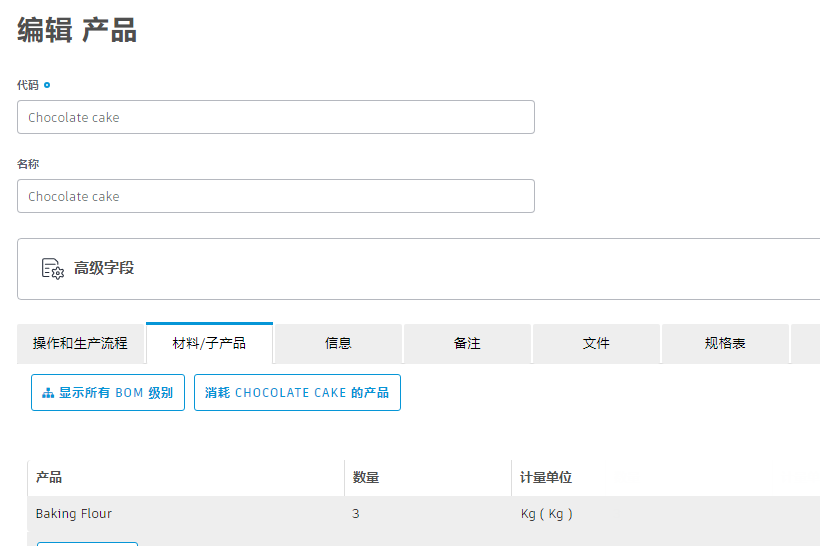 编辑 产品
代码
Chocolate cake
名称
Chocolate cake
高级字段
操作和生产流程 材料/子产品 信息 备注 文件 规格表
显示所有 BOM 级别 消耗 CHOCOLATE CAKE 的产品
产品 数量 计量单位
Baking Flour 3 Kg ( Kg )